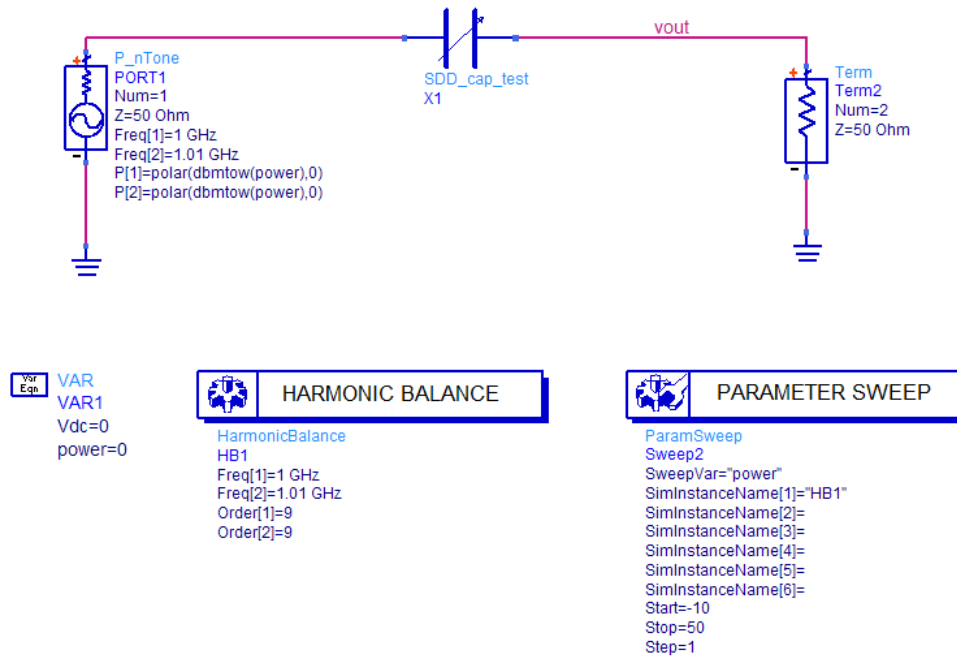 P_nTone
PORT1
Num=1
Z=50 Ohm
Freq[1]=1 GHz
Freq[2]=1.01 GHz
P[1]=polar(dbmtow(power),0)
P[2]=polar(dbmtow(power),0)
SDD_cap_test
X1
vout
Term
Term2
Num=2
Z=50 Ohm
Var
Eqn
VAR
VAR1
Vdc=0
power=0
HARMONIC BALANCE
HarmonicBalance
HB1
Freq[1]=1 GHz
Freq[2]=1.01 GHz
Order[1]=9
Order[2]=9
PARAMETER SWEEP
ParamSweep
Sweep2
SweepVar="power"
SimInstanceName[1]="HB1"
SimInstanceName[2]=
SimInstanceName[3]=
SimInstanceName[4]=
SimInstanceName[5]=
SimInstanceName[6]=
Start=-10
Stop=50
Step=1